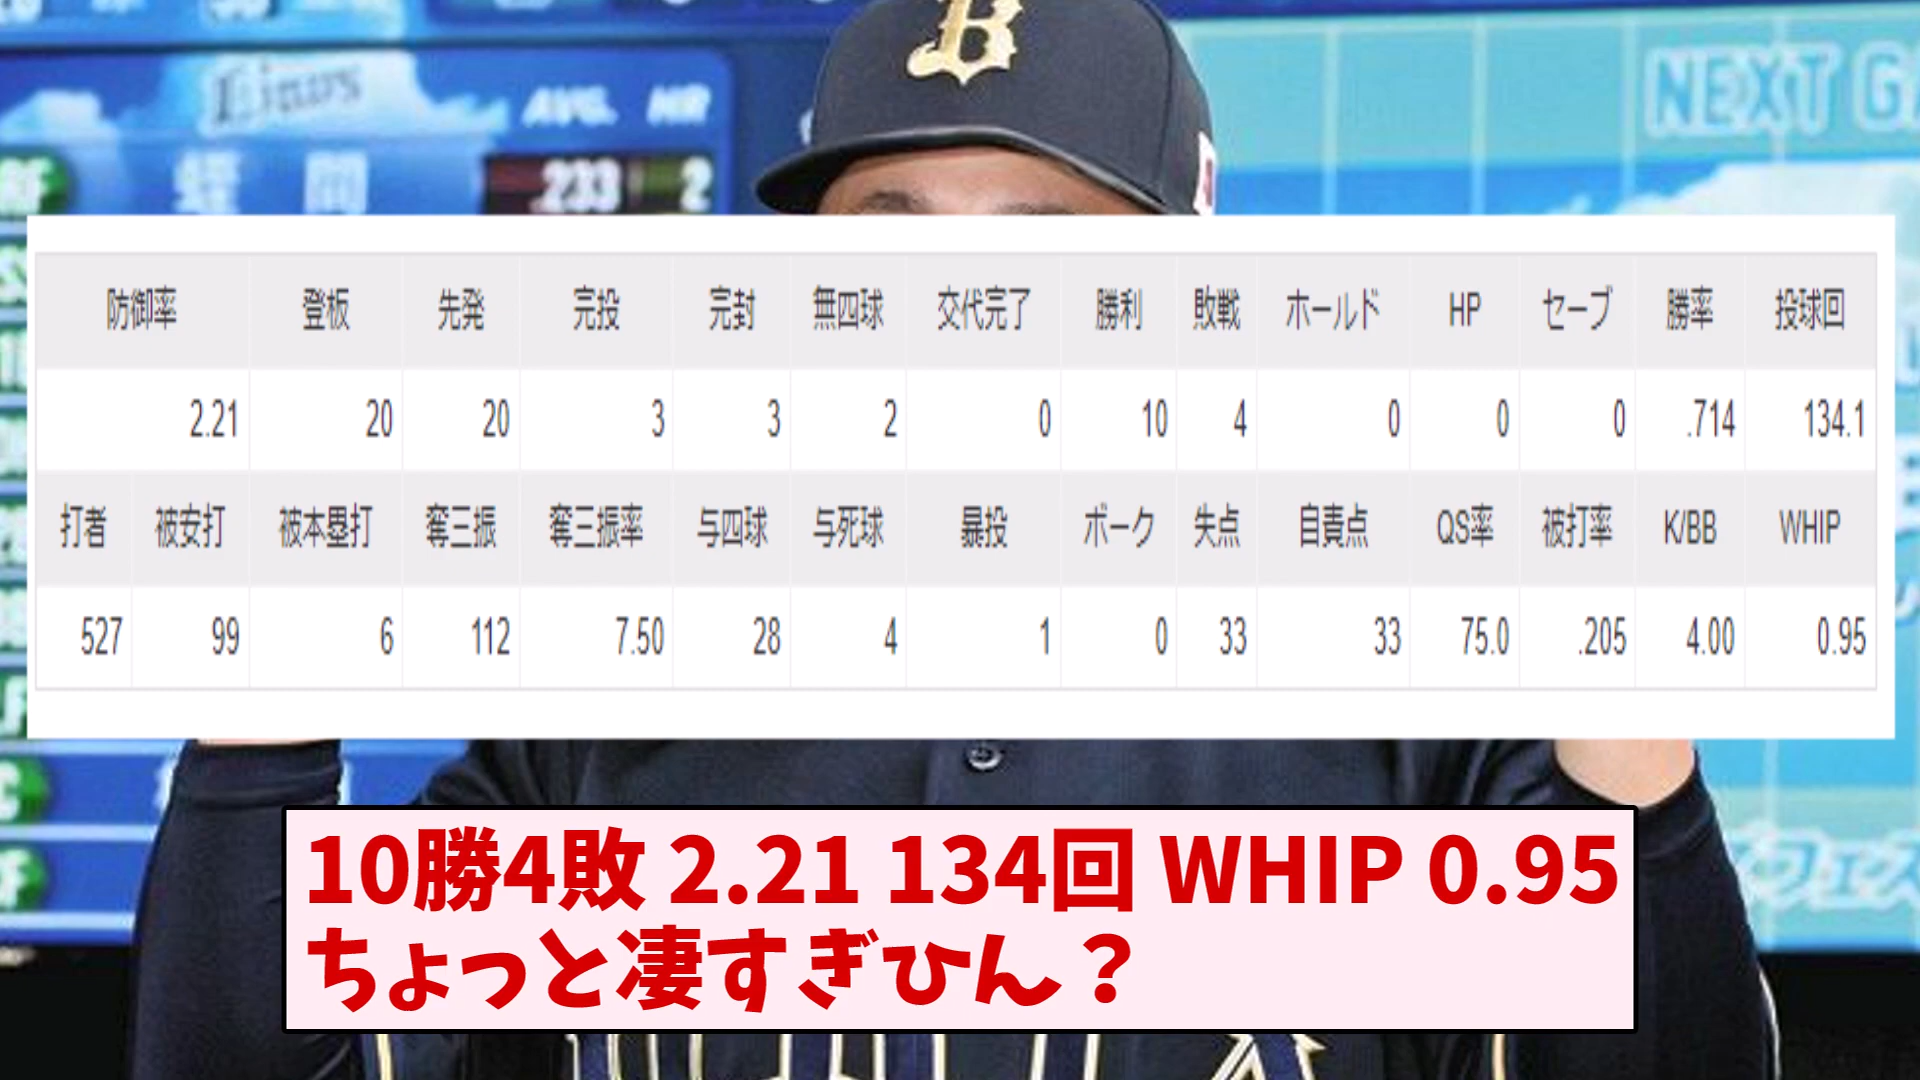 Lions
AVG. HR
NEXT G
RF
.233 2
防御率 登板 先発 完投 完封 無四球 交代完了 勝利 敗戦 ホールド HP セーブ 勝率 投球回
2.21 20 20 3 3 2 0 10 4 0 0 0 .714 134.1
打者 被安打 被本塁打 奪三振 奪三振率 与四球 与死球 暴投 ボーク 失点 自責点 QS率 被打率 K/BB WHIP
527 99 6 112 7.50 28 4 1 0 33 33 75.0 .205 4.00 0.95
10勝4敗 2.21 134回 WHIP 0.95
ちょっと凄すぎひん？